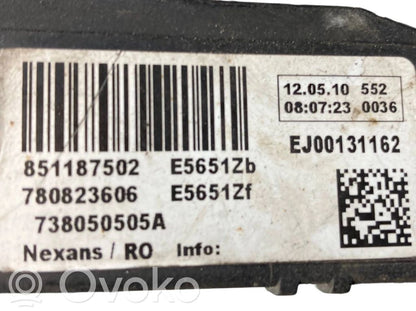 12.05.10 552
08:07:23 0036
EJ00131162
851187502 E5651Zb
780823606 E5651Zf
738050505A
Nexans / RO Info:
OVOKO